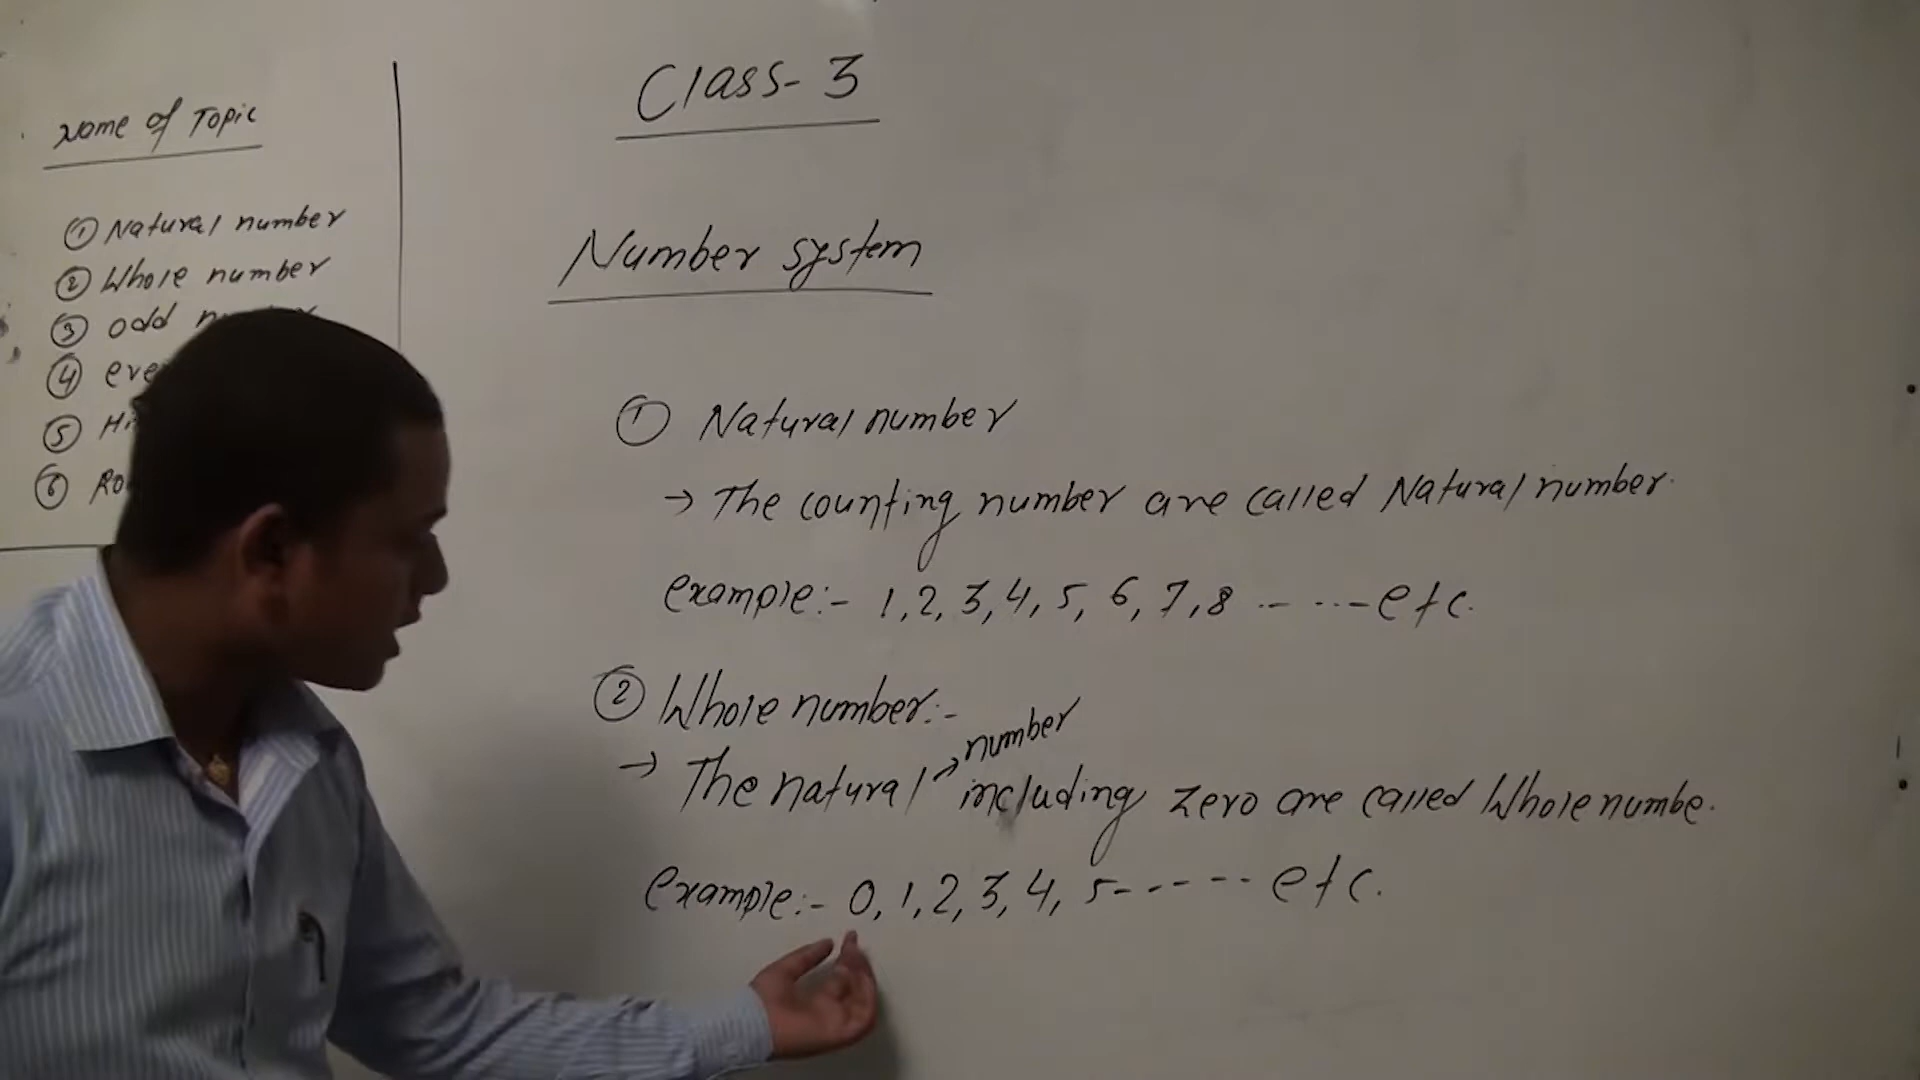 Name of Topic
① Natural number
② Whole number
③ odd
④
⑤
⑥
Class-3
Number system
① Natural number
→ The counting number are called Natural number.
example:- 1, 2, 3, 4, 5, 6, 7, 8 ------ etc.
② Whole number:-
number
→ The natural → including zero are called Whole numbe.
example:- 0, 1, 2, 3, 4, 5------ etc.